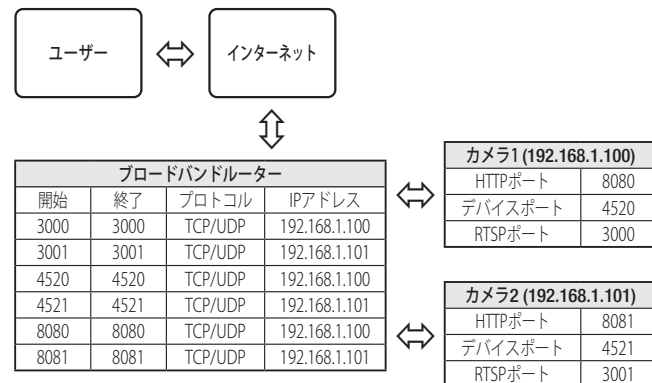 ユーザー
インターネット
ブロードバンドルーター
開始 終了 プロトコル IPアドレス
3000 3000 TCP/UDP 192.168.1.100
3001 3001 TCP/UDP 192.168.1.101
4520 4520 TCP/UDP 192.168.1.100
4521 4521 TCP/UDP 192.168.1.101
8080 8080 TCP/UDP 192.168.1.100
8081 8081 TCP/UDP 192.168.1.101
カメラ1 (192.168.1.100)
HTTPポート 8080
デバイスポート 4520
RTSPポート 3000
カメラ2 (192.168.1.101)
HTTPポート 8081
デバイスポート 4521
RTSPポート 3001